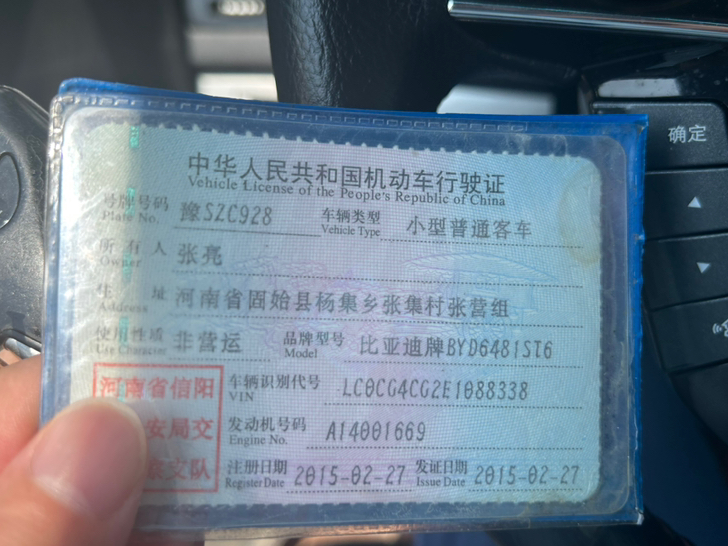 中华人民共和国机动车行驶证
Vehicle License of the People's Republic of China
号牌号码 豫SZC928 车辆类型 小型普通客车
Plate No. Vehicle Type
所有人 张亮
Owner
住址 河南省固始县杨集乡张集村张营组
Address
使用性质 非营运 品牌型号 比亚迪牌BYD6481ST6
Use Character Model
河南省信阳
安局交
文队
车辆识别代号 LC0CG4CG2E1088338
VIN
发动机号码 A14001669
Engine No.
注册日期 2015-02-27 发证日期 2015-02-27
Register Date Issue Date
确定